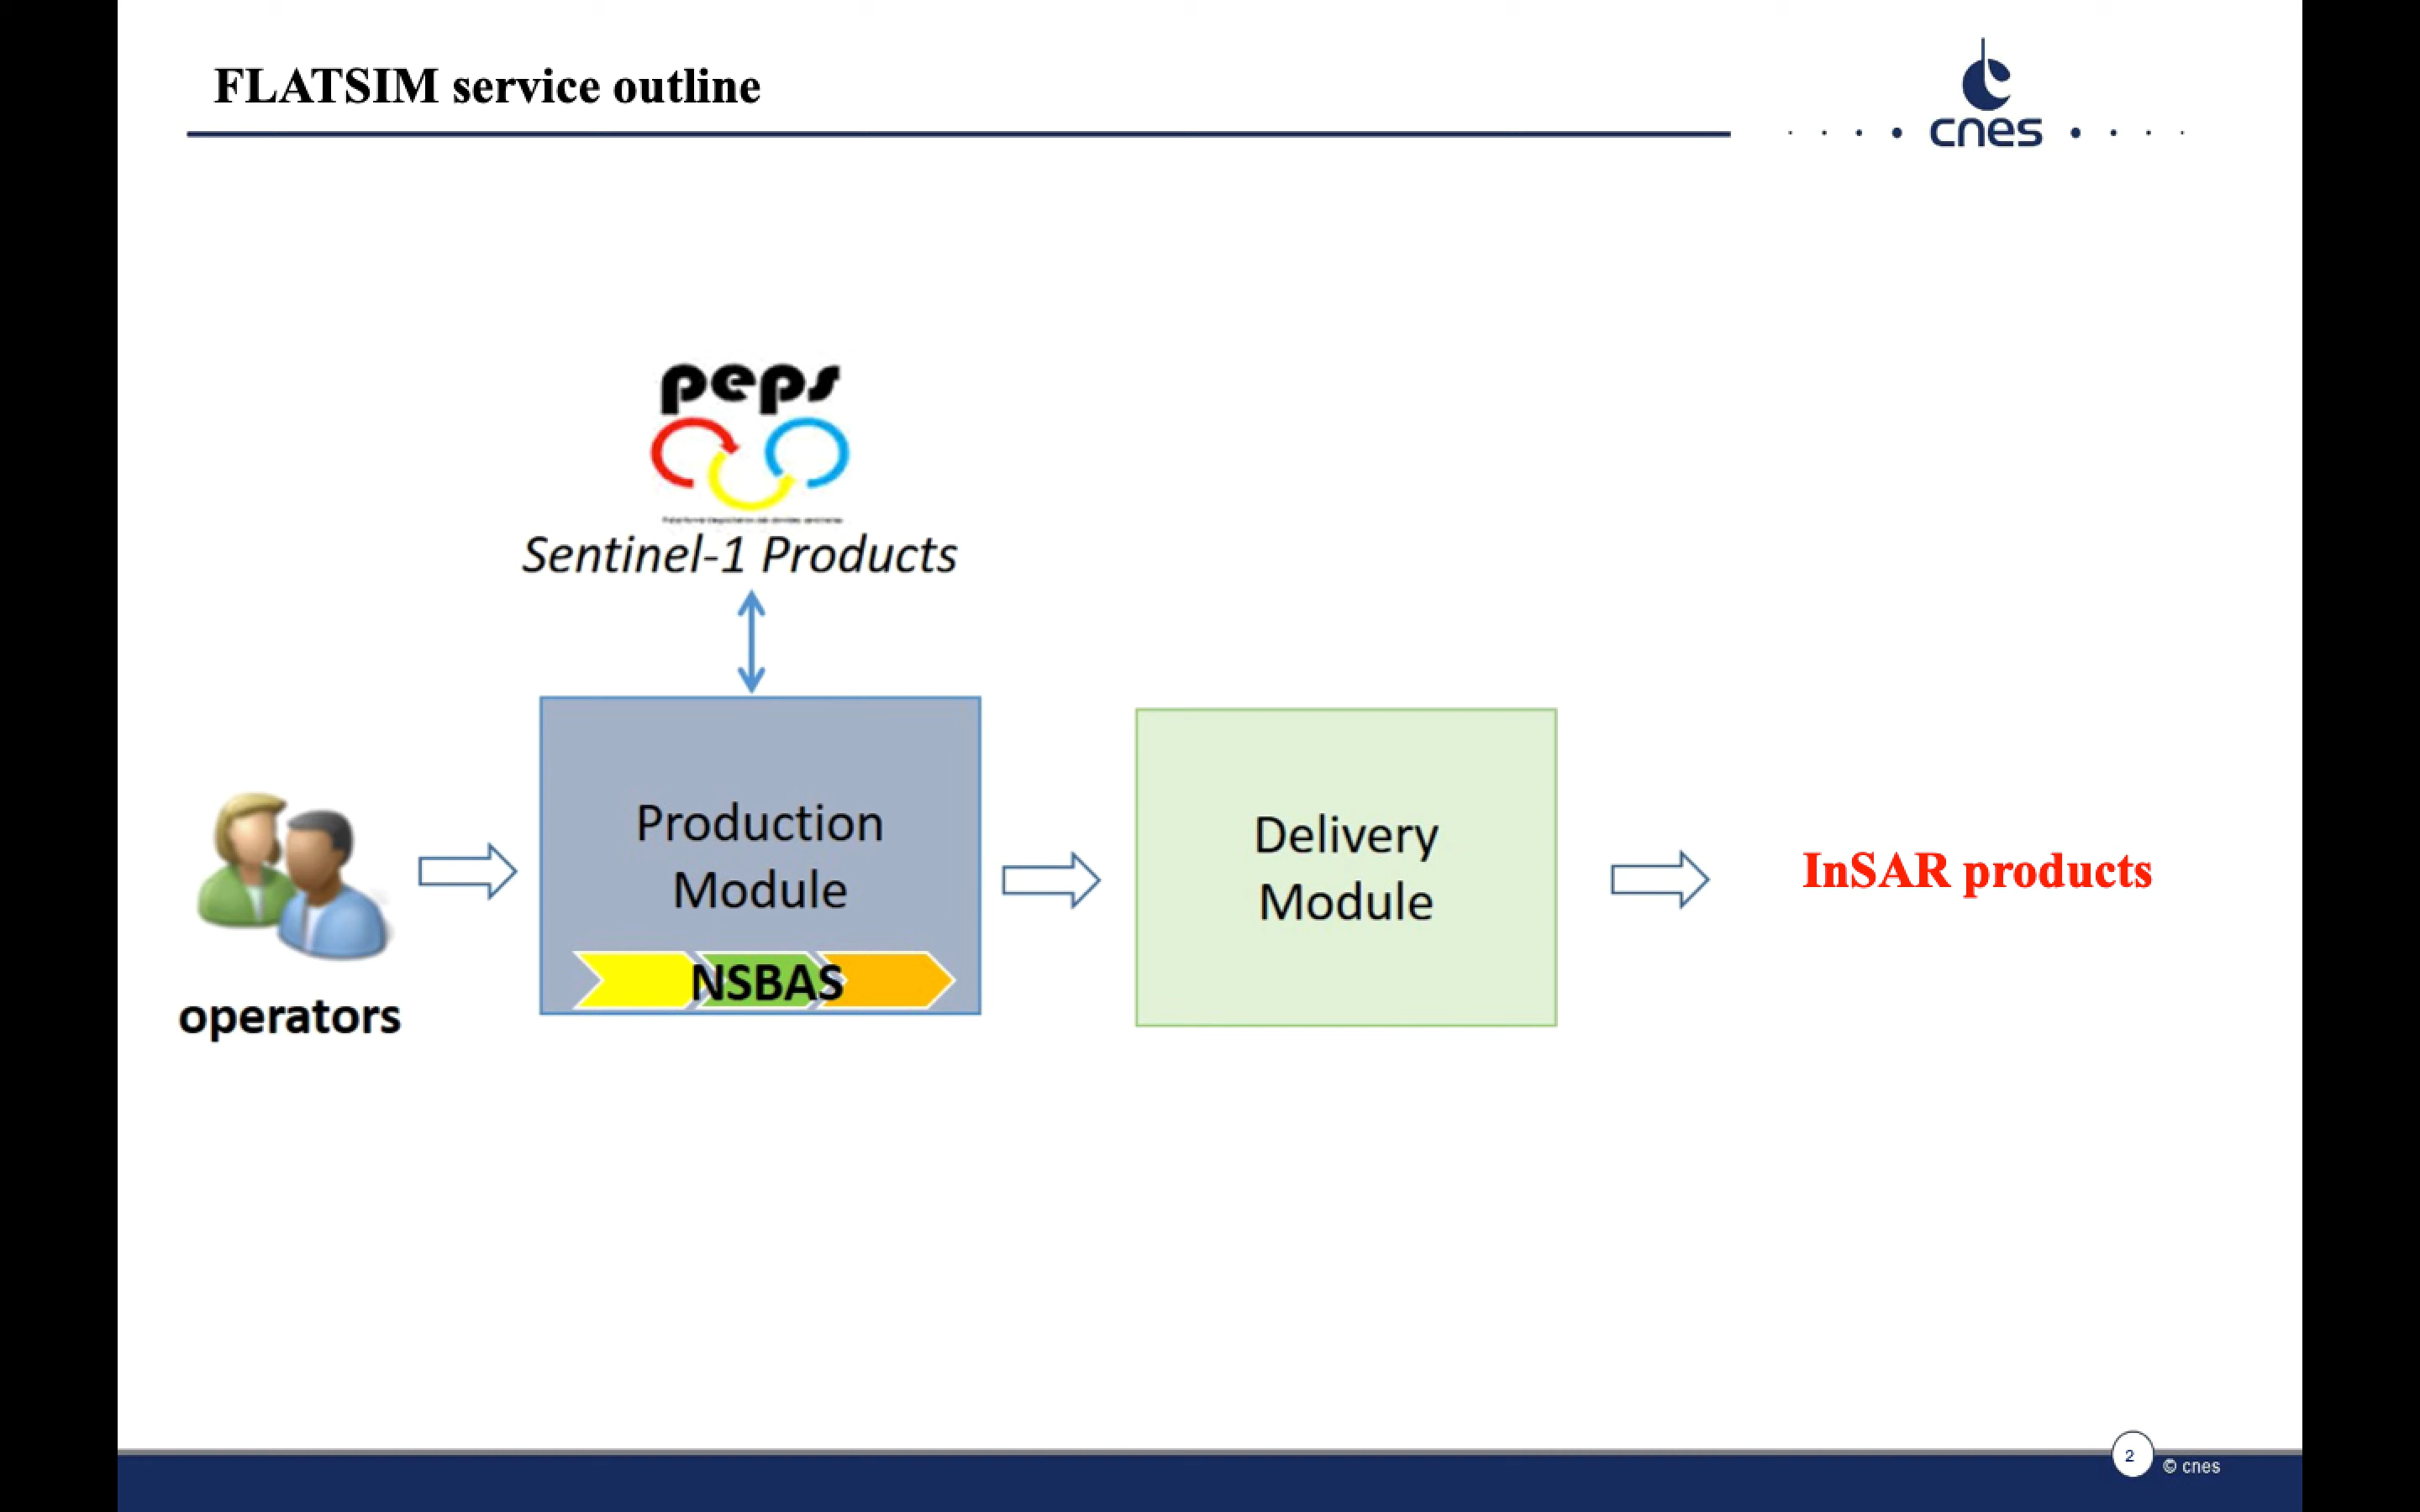 FLATSIM service outline
cnes
peps
Sentinel-1 Products
Production
Module
NSBAS
Delivery
Module
InSAR products
operators
2
© cnes